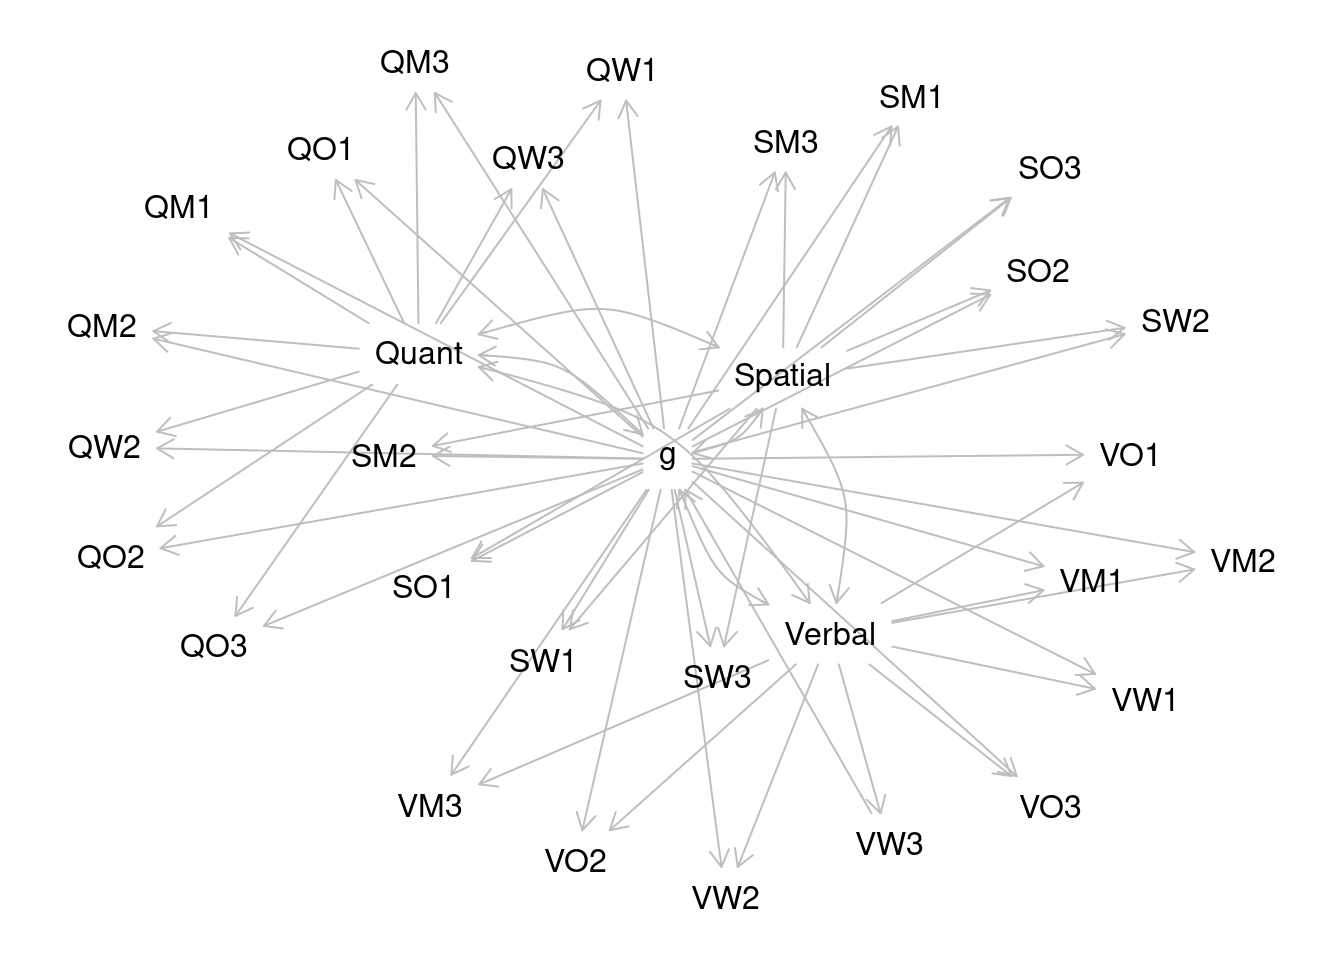 QM3
QW1
SM1
SM3
QO1
QW3
SO3
QM1
SO2
SW2
QM2
Quant
Spatial
QW2
SM2
g
VO1
QO2
VM2
VM1
SO1
Verbal
QO3
SW1
SW3
VW1
VM3
VO3
VW3
VO2
VW2